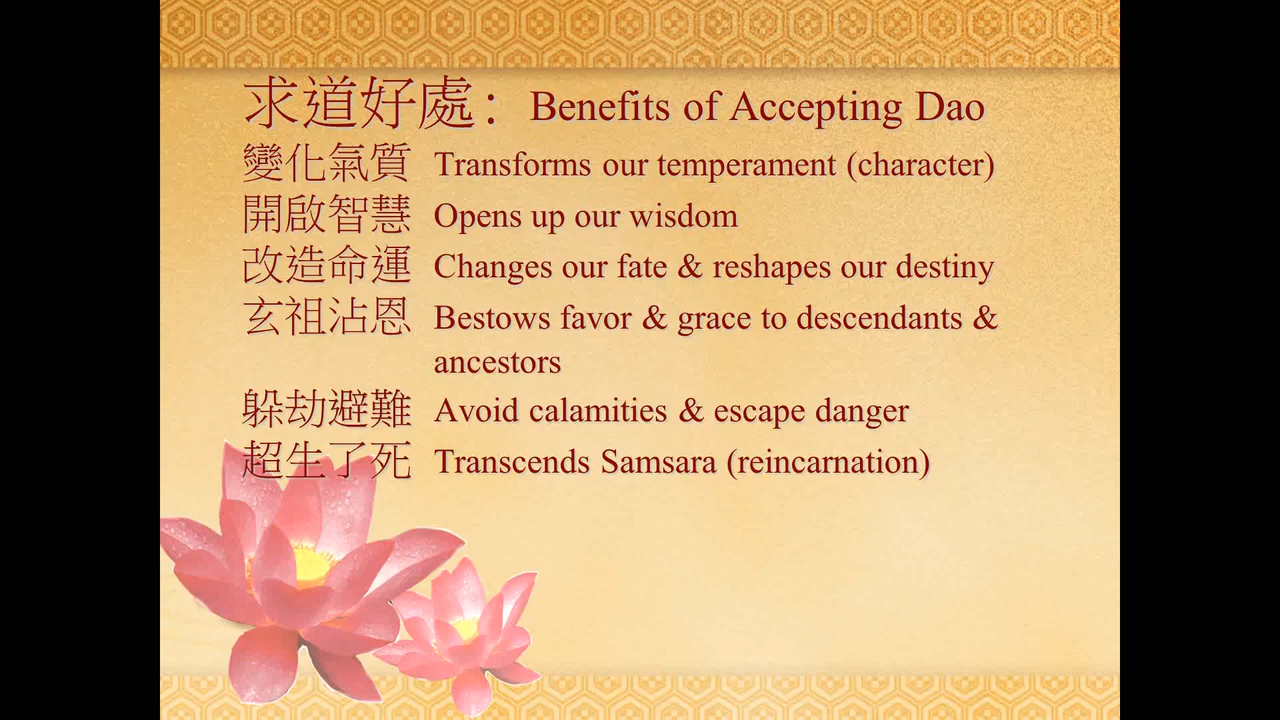 求道好處： Benefits of Accepting Dao
變化氣質 Transforms our temperament (character)
開啟智慧 Opens up our wisdom
改造命運 Changes our fate & reshapes our destiny
玄祖沾恩 Bestows favor & grace to descendants &
ancestors
躲劫避難 Avoid calamities & escape danger
超生了死 Transcends Samsara (reincarnation)